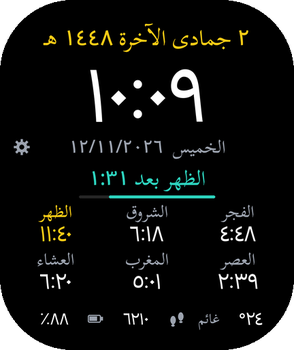 ٢ جمادى الآخرة ١٤٤٨ هـ
١٠:٠٩
الخميس ١٢/١١/٢٠٢٦
الظهر بعد ١:٣١
الفجر الشروق الظهر
٤:٤٨ ٦:١٨ ١١:٤٠
العصر المغرب العشاء
٢:٣٩ ٥:٠١ ٦:٢٠
٢٤° غائم ٦٢١٠ ٨٨٪